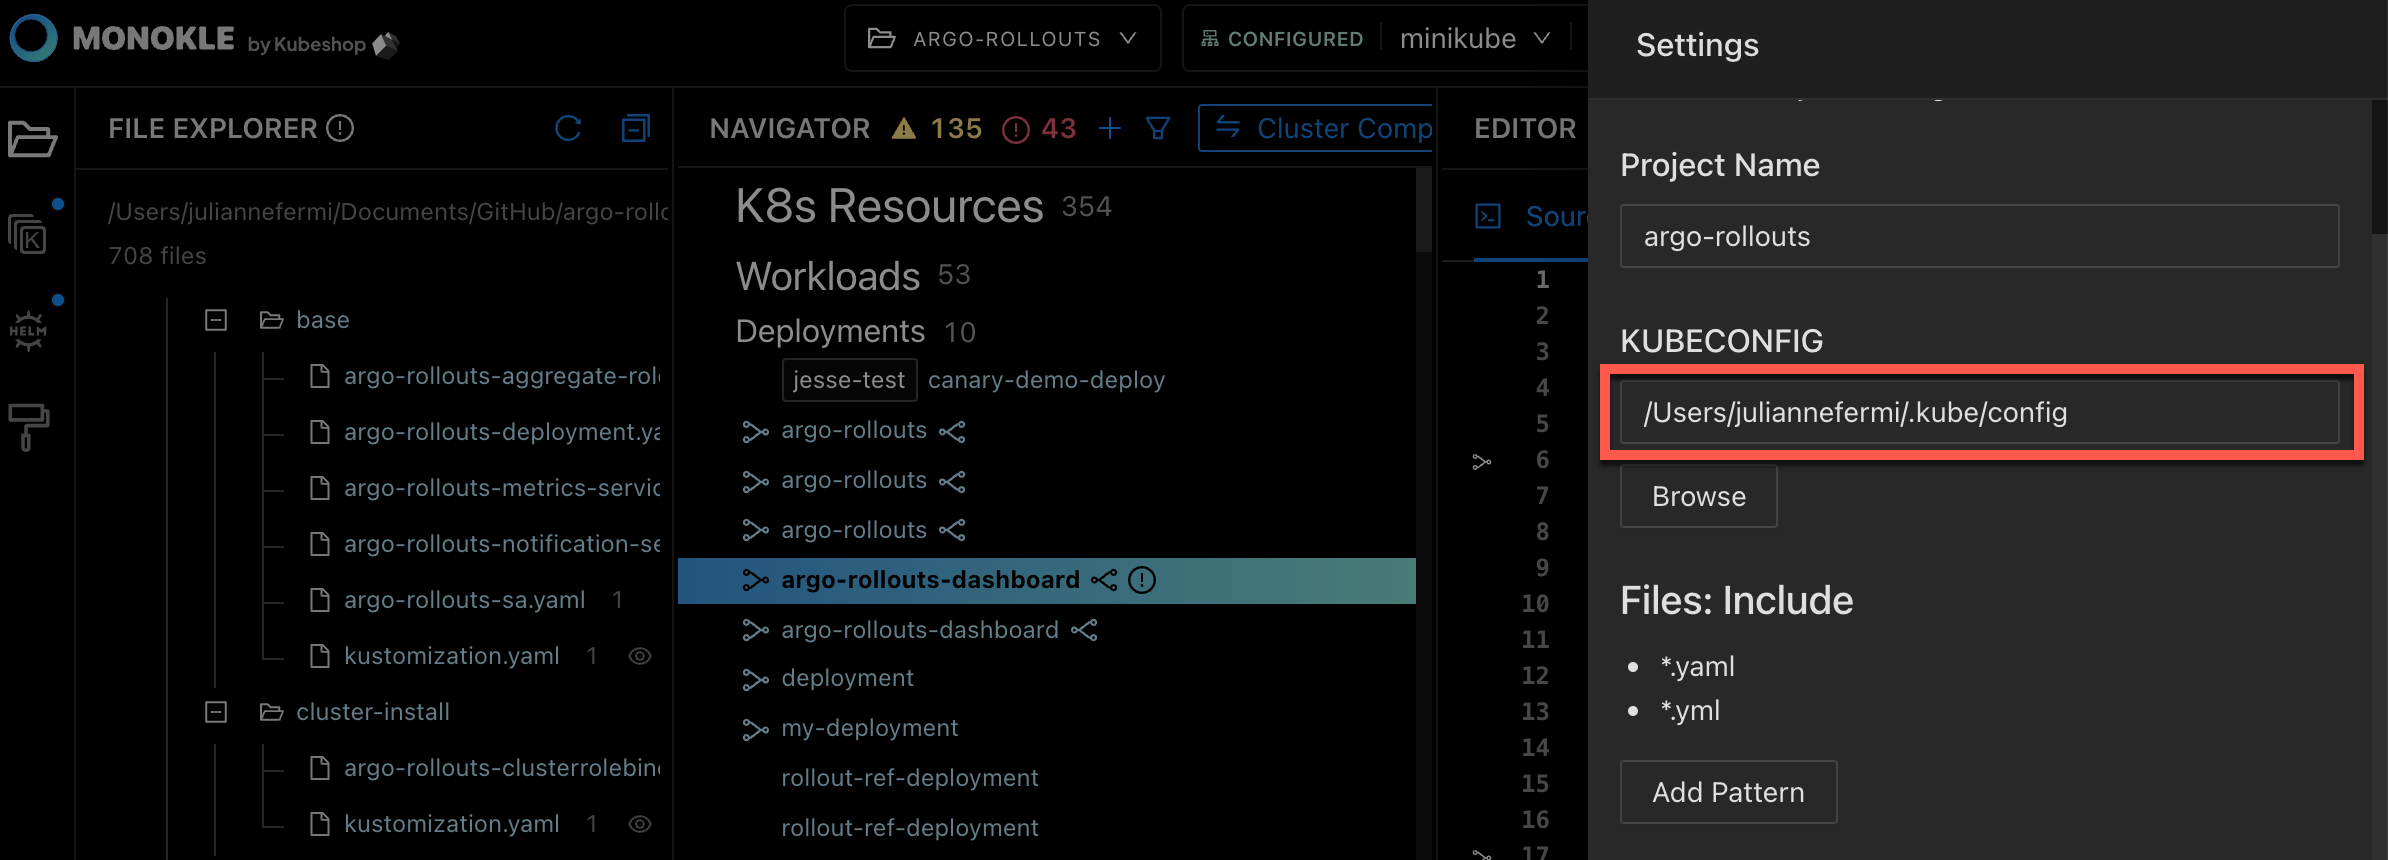 MONOKLE by Kubeshop
ARGO-ROLLOUTS
CONFIGURED minikube
Settings
FILE EXPLORER
/Users/juliannefermi/Documents/GitHub/argo-rollo
708 files
base
argo-rollouts-aggregate-role
argo-rollouts-deployment.ya
argo-rollouts-metrics-servic
argo-rollouts-notification-se
argo-rollouts-sa.yaml 1
kustomization.yaml 1
cluster-install
argo-rollouts-clusterrolebin
kustomization.yaml 1
K
HELM
NAVIGATOR 135 43 Cluster Comp
K8s Resources 354
Workloads 53
Deployments 10
jesse-test canary-demo-deploy
argo-rollouts
argo-rollouts
argo-rollouts
argo-rollouts-dashboard
argo-rollouts-dashboard
deployment
my-deployment
rollout-ref-deployment
rollout-ref-deployment
EDITOR
Sour
1
2
3
4
5
6
7
8
9
10
11
12
13
14
15
16
17
Project Name
argo-rollouts
KUBECONFIG
/Users/juliannefermi/.kube/config
Browse
Files: Include
*.yaml
*.yml
Add Pattern